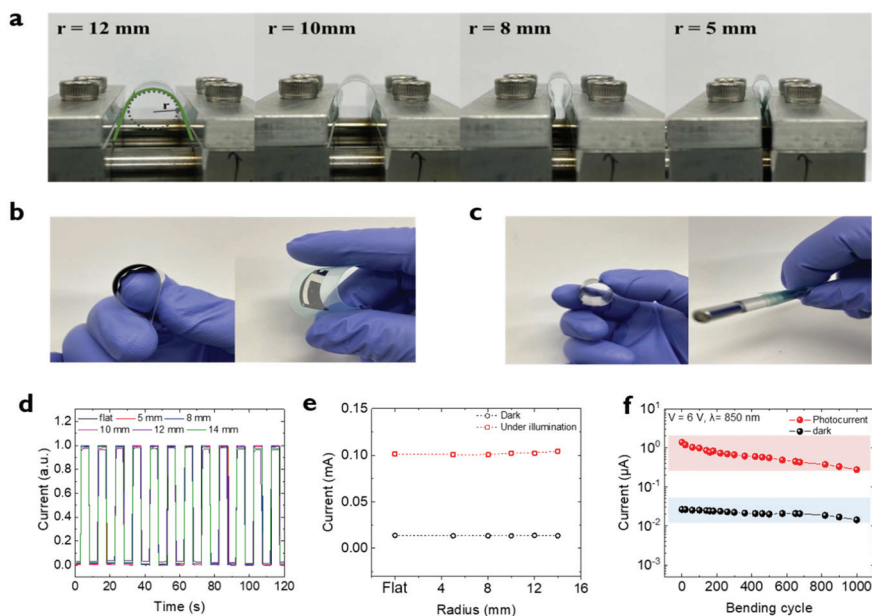 a
r = 12 mm
r = 10mm
r = 8 mm
r = 5 mm
r
b
c
d
flat 5 mm 8 mm
10 mm 12 mm 14 mm
Current (a.u.)
1.2
1.0
0.8
0.6
0.4
0.2
0.0
0 20 40 60 80 100 120
Time (s)
e
Dark
Under illumination
Current (mA)
0.15
0.10
0.05
0.00
Flat 4 8 12 16
Radius (mm)
f
V = 6 V, λ= 850 nm
Photocurrent
dark
Current (µA)
10¹
10⁰
10⁻¹
10⁻²
10⁻³
0 200 400 600 800 1000
Bending cycle